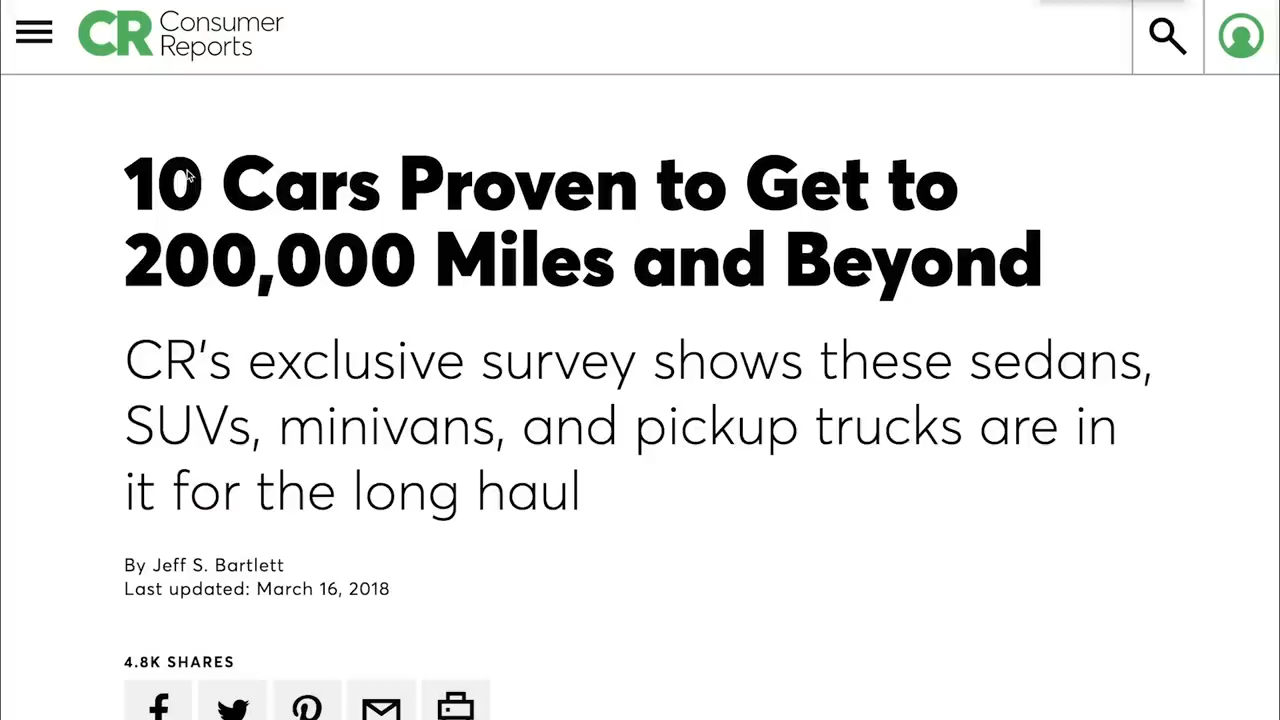 CR Consumer
Reports
10 Cars Proven to Get to
200,000 Miles and Beyond
CR's exclusive survey shows these sedans,
SUVs, minivans, and pickup trucks are in
it for the long haul
By Jeff S. Bartlett
Last updated: March 16, 2018
4.8K SHARES